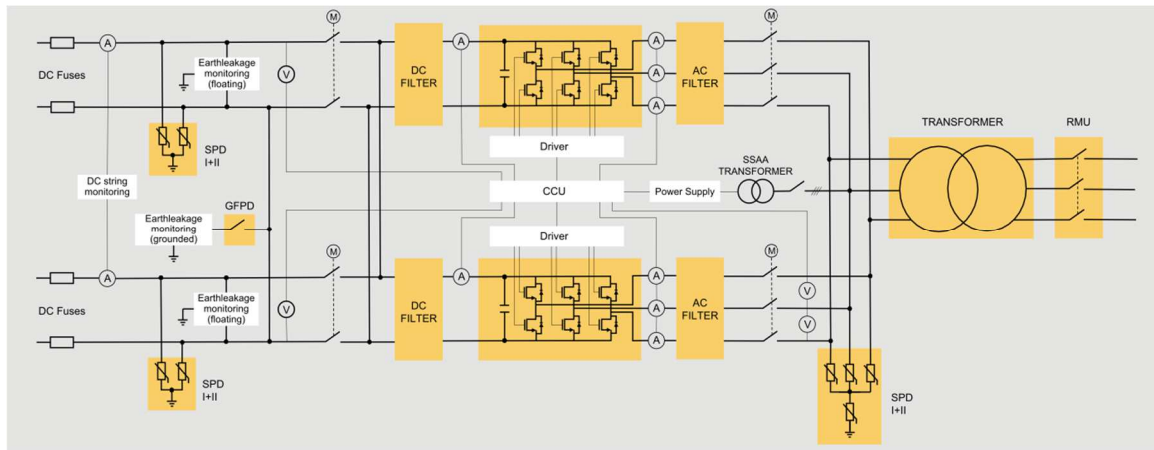 M
M
A
A
A
DC Fuses
Earthleakage
monitoring
(floating)
V
DC
FILTER
A
AC
FILTER
A
SPD
I+II
Driver
TRANSFORMER
RMU
SSAA
TRANSFORMER
DC string
monitoring
CCU
Power Supply
GFPD
Earthleakage
monitoring
(grounded)
Driver
M
M
A
A
A
DC Fuses
Earthleakage
monitoring
(floating)
V
DC
FILTER
A
AC
FILTER
V
A
V
SPD
I+II
SPD
I+II